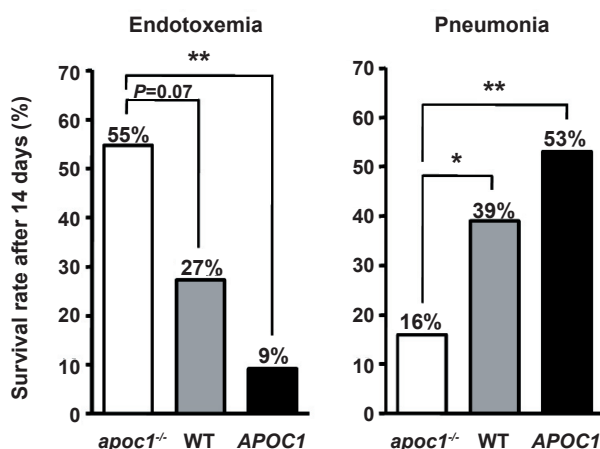 Endotoxemia
Survival rate after 14 days (%)
70
60
50
40
30
20
10
0
**
P=0.07
55%
27%
9%
apoc1-/-
WT
APOC1
Pneumonia
70
60
50
40
30
20
10
0
**
*
53%
39%
16%
apoc1-/-
WT
APOC1